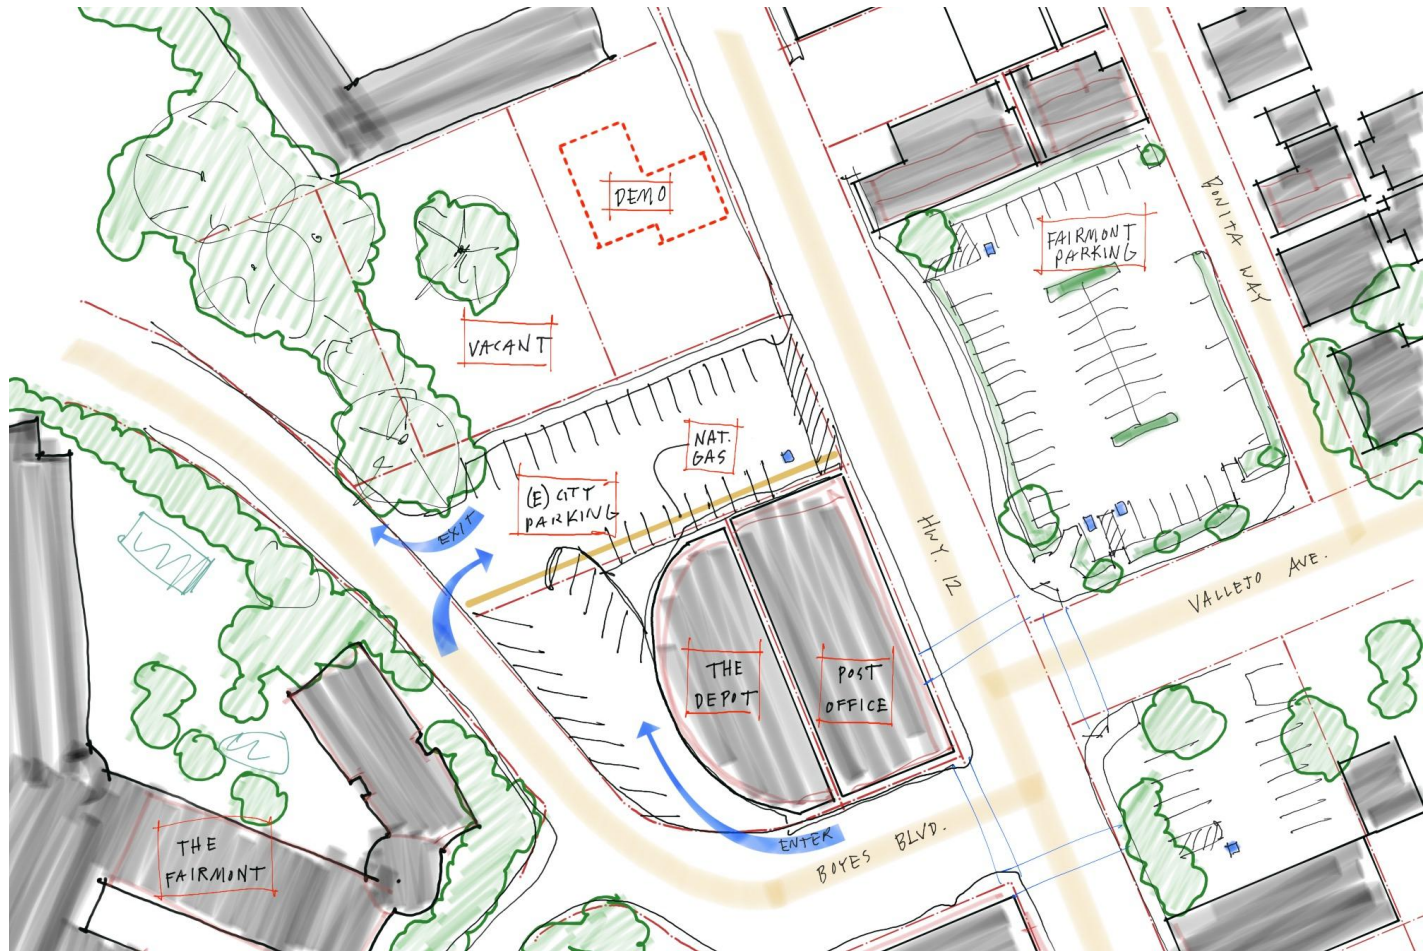 DEMO
BONITA WAY
FAIRMONT
PARKING
VACANT
NAT.
GAS
(E) CITY
PARKING
EXIT
HWY. 12
VALLEJO AVE.
THE
DEPOT
POST
OFFICE
ENTER
BOYES BLVD.
THE
FAIRMONT